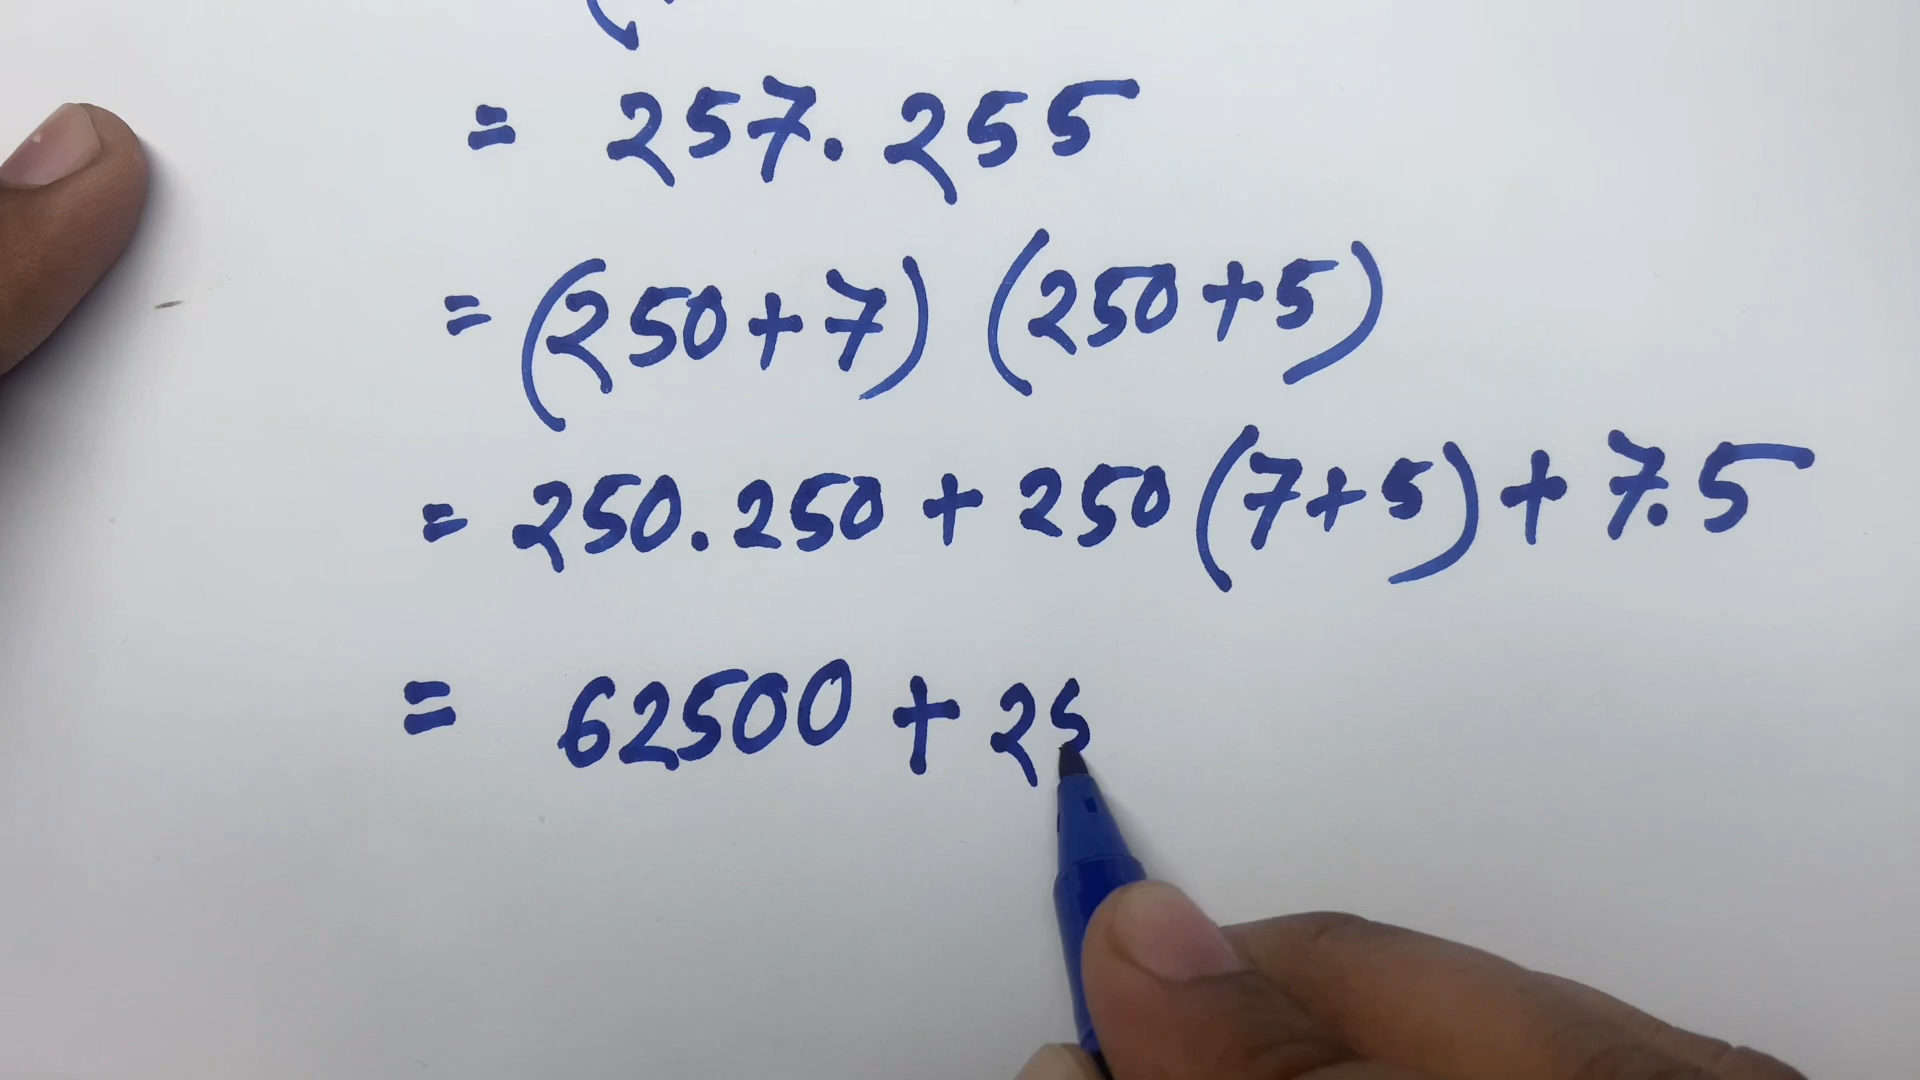 = 257.255
= (250+7) (250+5)
= 250.250 + 250 (7+5) + 7.5
= 62500 + 25